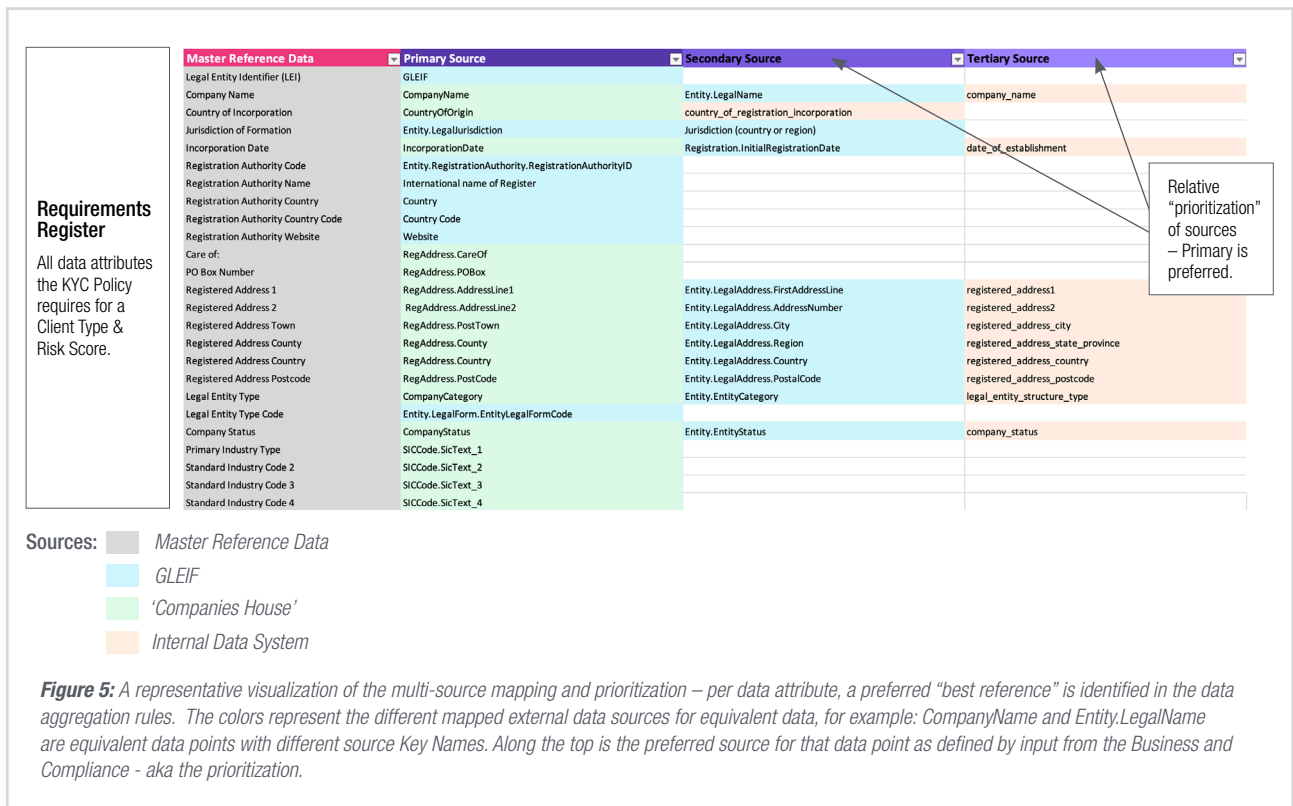 Requirements
Register
All data attributes
the KYC Policy
requires for a
Client Type &
Risk Score.
Master Reference Data Primary Source Secondary Source Tertiary Source
Legal Entity Identifier (LEI) GLEIF
Company Name CompanyName Entity.LegalName company_name
Country of Incorporation CountryOfOrigin country_of_registration_incorporation
Jurisdiction of Formation Entity.LegalJurisdiction Jurisdiction (country or region)
Incorporation Date IncorporationDate Registration.InitialRegistrationDate date_of_establishment
Registration Authority Code Entity.RegistrationAuthority.RegistrationAuthorityID
Registration Authority Name International name of Register
Registration Authority Country Country
Registration Authority Country Code Country Code
Registration Authority Website Website
Care of: RegAddress.CareOf
PO Box Number RegAddress.POBox
Registered Address 1 RegAddress.AddressLine1 Entity.LegalAddress.FirstAddressLine registered_address1
Registered Address 2 RegAddress.AddressLine2 Entity.LegalAddress.AddressNumber registered_address2
Registered Address Town RegAddress.PostTown Entity.LegalAddress.City registered_address_city
Registered Address County RegAddress.County Entity.LegalAddress.Region registered_address_state_province
Registered Address Country RegAddress.Country Entity.LegalAddress.Country registered_address_country
Registered Address Postcode RegAddress.PostCode Entity.LegalAddress.PostalCode registered_address_postcode
Legal Entity Type CompanyCategory Entity.EntityCategory legal_entity_structure_type
Legal Entity Type Code Entity.LegalForm.EntityLegalFormCode
Company Status CompanyStatus Entity.EntityStatus company_status
Primary Industry Type SICCode.SicText_1
Standard Industry Code 2 SICCode.SicText_2
Standard Industry Code 3 SICCode.SicText_3
Standard Industry Code 4 SICCode.SicText_4
Relative
“prioritization”
of sources
– Primary is
preferred.
Sources: Master Reference Data
GLEIF
‘Companies House’
Internal Data System
Figure 5: A representative visualization of the multi-source mapping and prioritization – per data attribute, a preferred “best reference” is identified in the data
aggregation rules. The colors represent the different mapped external data sources for equivalent data, for example: CompanyName and Entity.LegalName
are equivalent data points with different source Key Names. Along the top is the preferred source for that data point as defined by input from the Business and
Compliance - aka the prioritization.